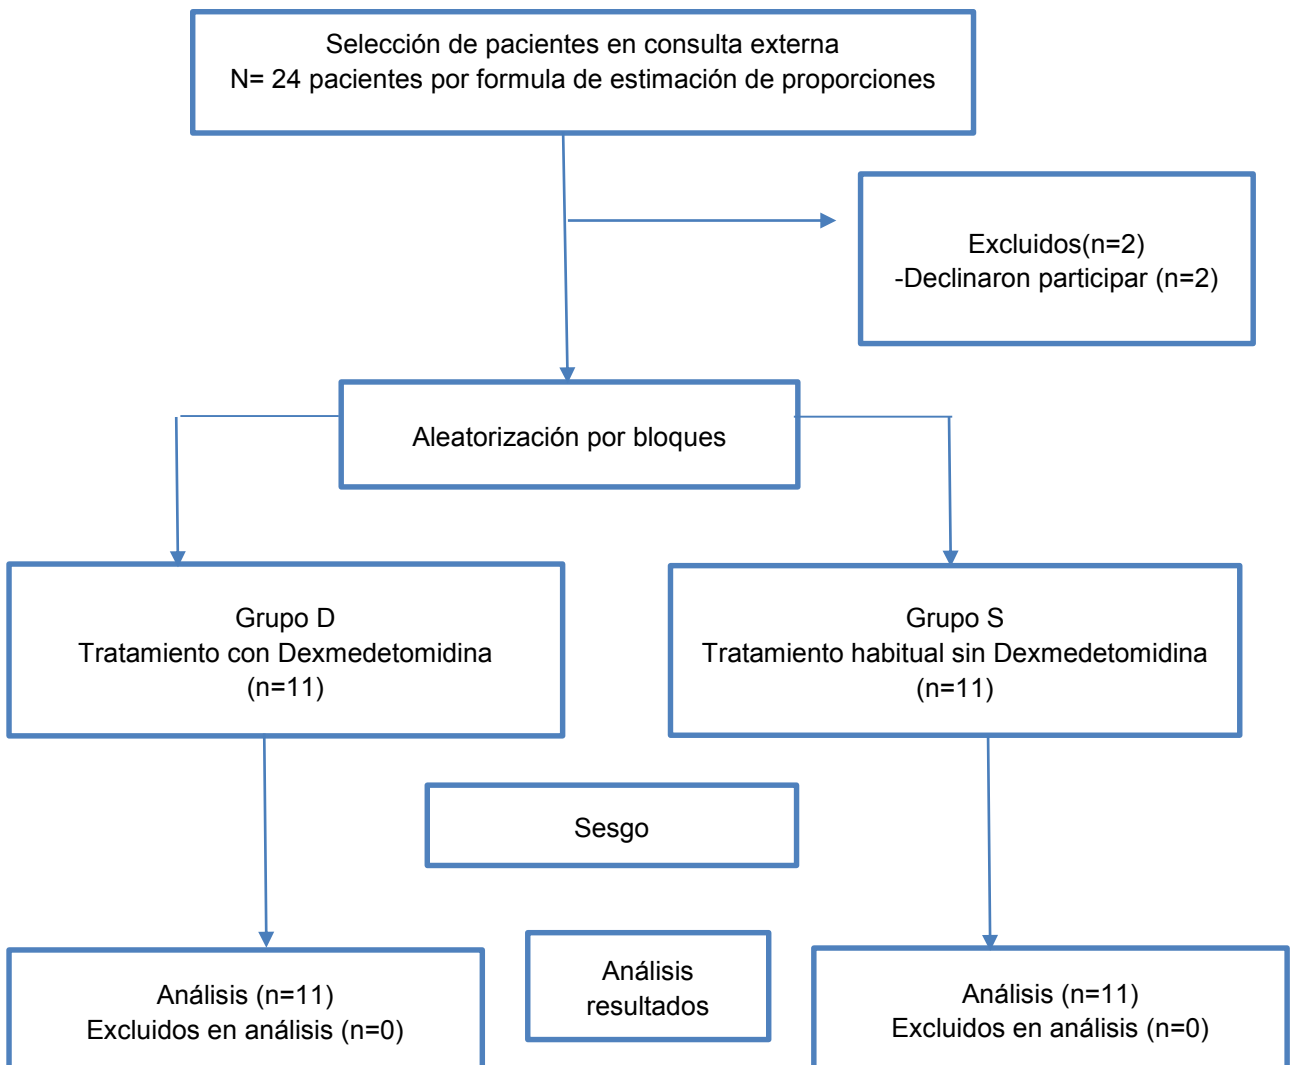 Selección de pacientes en consulta externa
N= 24 pacientes por formula de estimación de proporciones
Excluidos(n=2)
-Declinaron participar (n=2)
Aleatorización por bloques
Grupo D
Tratamiento con Dexmedetomidina
(n=11)
Grupo S
Tratamiento habitual sin Dexmedetomidina
(n=11)
Sesgo
Análisis (n=11)
Excluidos en análisis (n=0)
Análisis
resultados
Análisis (n=11)
Excluidos en análisis (n=0)